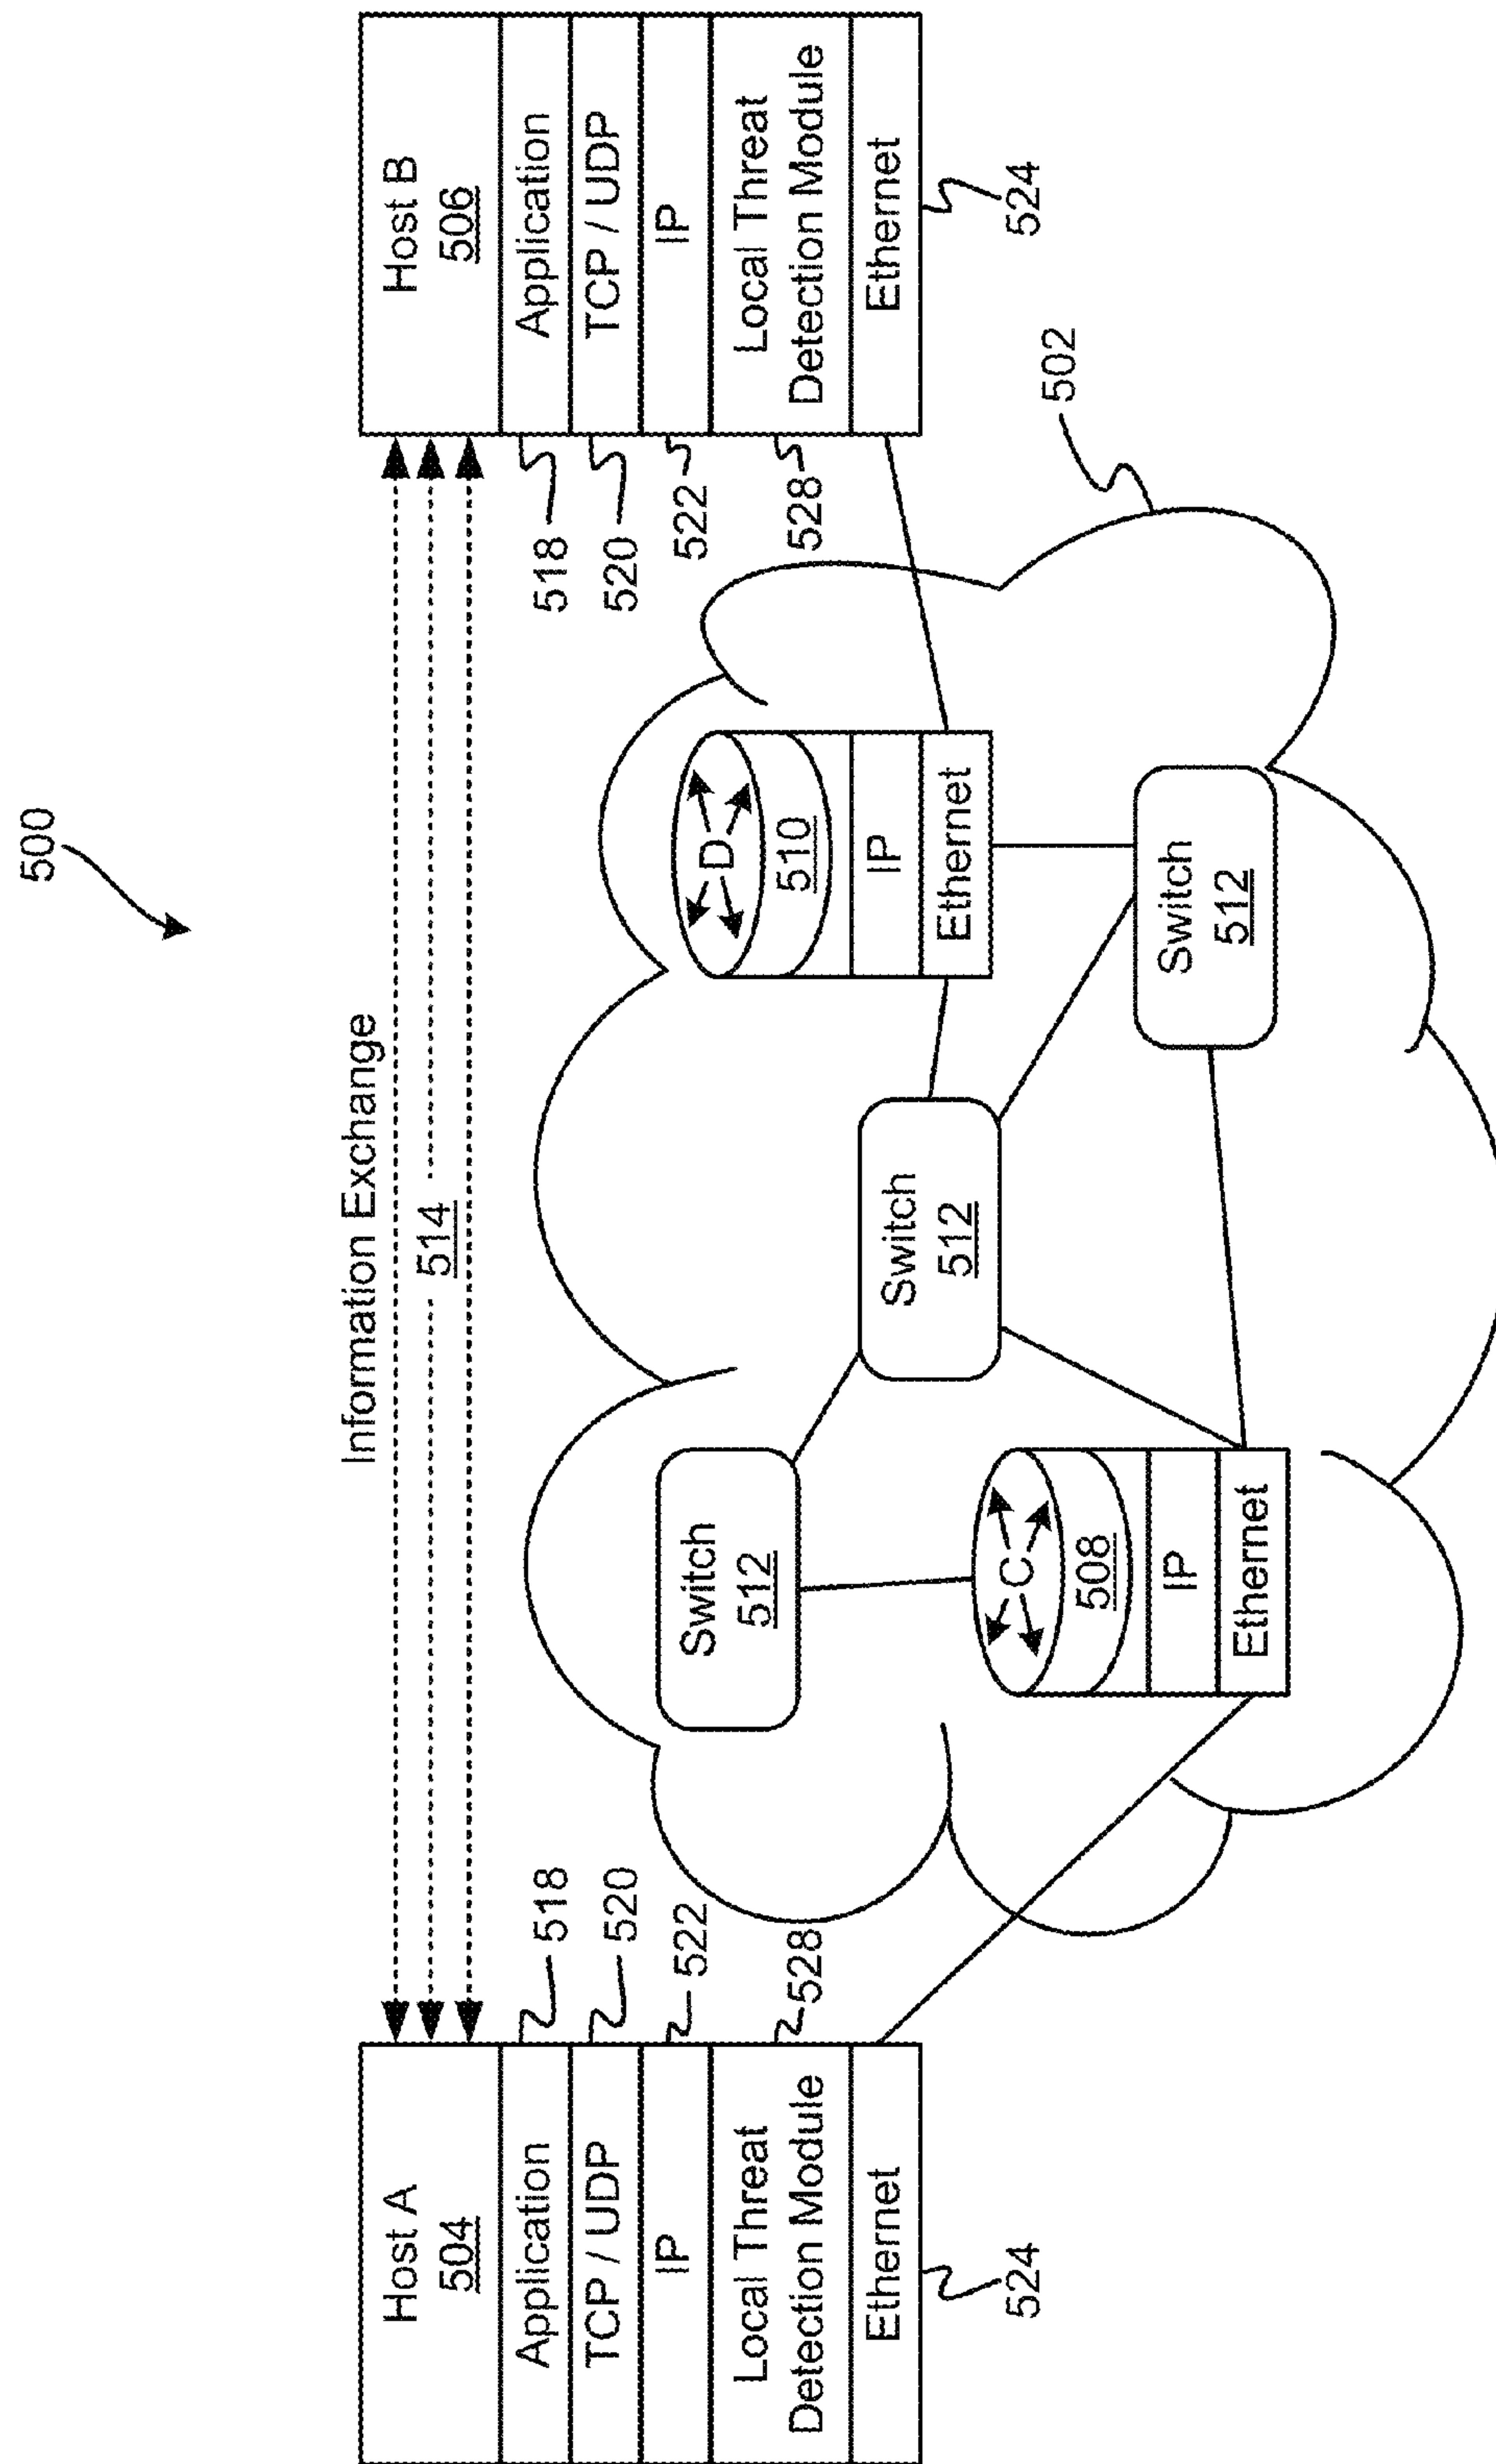 500
Information Exchange
514
Host A
504
Application
TCP / UDP
IP
Local Threat
Detection Module
Ethernet
518
520
522
528
524
Host B
506
Application
TCP / UDP
IP
Local Threat
Detection Module
Ethernet
518
520
522
528
524
502
Switch
512
C
508
IP
Ethernet
Switch
512
D
510
IP
Ethernet
Switch
512